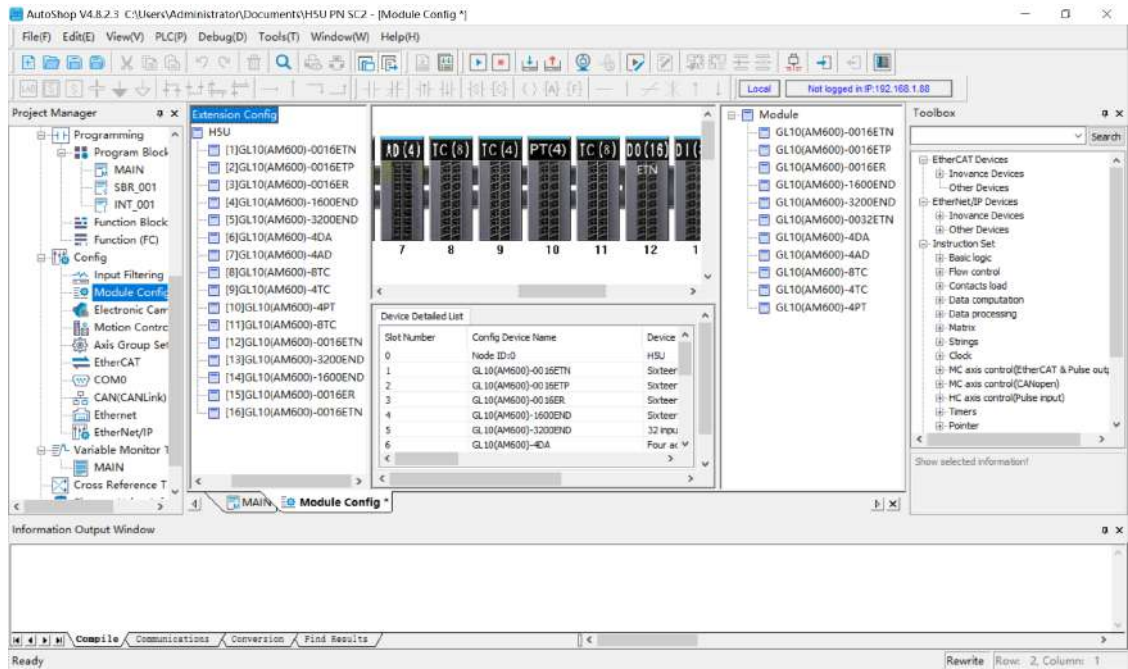 AutoShop V4.8.2.3 C:\Users\Administrator\Documents\H5U PN SC2 - [Module Config *]
File(F) Edit(E) View(V) PLC(P) Debug(D) Tools(T) Window(W) Help(H)
Local Not logged in:IP:192.168.1.88
Project Manager
Programming
Program Block
MAIN
SBR_001
INT_001
Function Block
Function (FC)
Config
Input Filtering
Module Config
Electronic Cam
Motion Contro
Axis Group Set
EtherCAT
COM0
CAN(CANLink)
Ethernet
EtherNet/IP
Variable Monitor T
MAIN
Cross Reference T
Extension Config
H5U
[1]GL10(AM600)-0016ETN
[2]GL10(AM600)-0016ETP
[3]GL10(AM600)-0016ER
[4]GL10(AM600)-1600END
[5]GL10(AM600)-3200END
[6]GL10(AM600)-4DA
[7]GL10(AM600)-4AD
[8]GL10(AM600)-8TC
[9]GL10(AM600)-4TC
[10]GL10(AM600)-4PT
[11]GL10(AM600)-8TC
[12]GL10(AM600)-0016ETN
[13]GL10(AM600)-3200END
[14]GL10(AM600)-1600END
[15]GL10(AM600)-0016ER
[16]GL10(AM600)-0016ETN
AD(4) TC(8) TC(4) PT(4) TC(8) DO(16) DI(
ETN
7 8 9 10 11 12 1
Device Detailed List
Slot Number Config Device Name Device
0 Node ID:0 H5U
1 GL10(AM600)-0016ETN Sixteer
2 GL10(AM600)-0016ETP Sixteer
3 GL10(AM600)-0016ER Sixteer
4 GL10(AM600)-1600END Sixteer
5 GL10(AM600)-3200END 32 inpu
6 GL10(AM600)-4DA Four ac
Module
GL10(AM600)-0016ETN
GL10(AM600)-0016ETP
GL10(AM600)-0016ER
GL10(AM600)-1600END
GL10(AM600)-3200END
GL10(AM600)-0032ETN
GL10(AM600)-4DA
GL10(AM600)-4AD
GL10(AM600)-8TC
GL10(AM600)-4TC
GL10(AM600)-4PT
Toolbox
Search
EtherCAT Devices
Inovance Devices
Other Devices
EtherNet/IP Devices
Inovance Devices
Other Devices
Instruction Set
Basic logic
Flow control
Contacts load
Data computation
Data processing
Matrix
Strings
Clock
MC axis control(EtherCAT & Pulse outp
MC axis control(CANopen)
HC axis control(Pulse input)
Timers
Pointer
Show selected information!
MAIN Module Config *
Information Output Window
Compile Communications Conversion Find Results
Ready Rewrite Row: 2, Column: 1